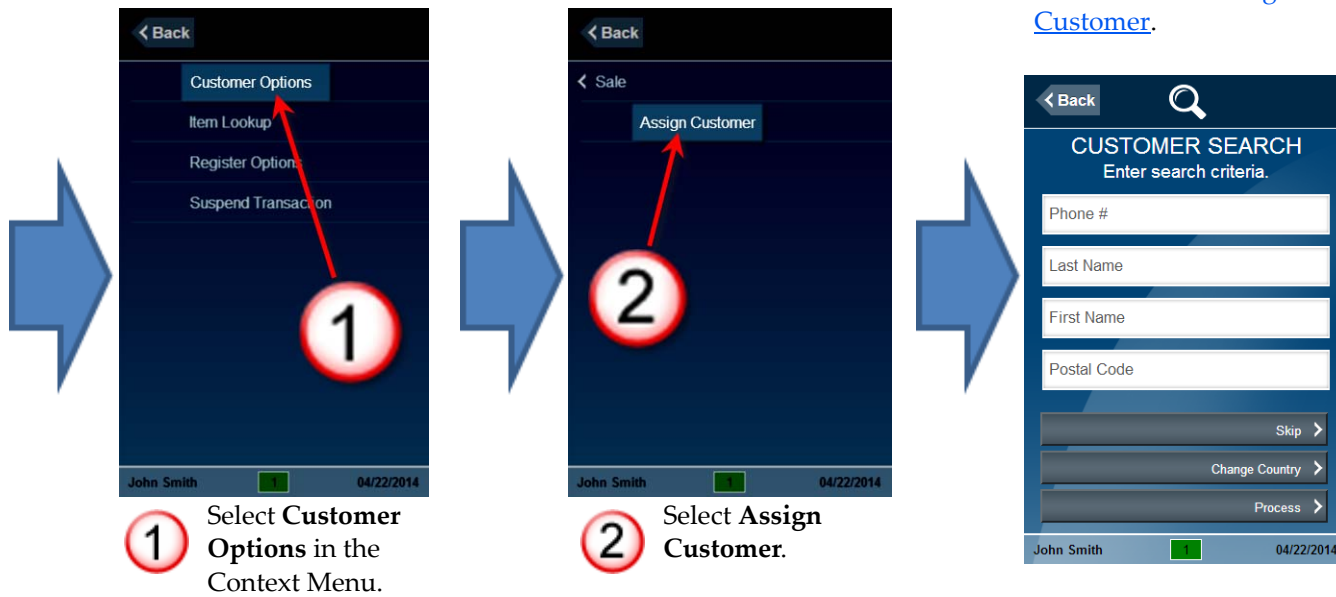 Customer.
Back
Customer Options
Item Lookup
Register Options
Suspend Transaction
1
John Smith
1
04/22/2014
1
Select Customer
Options in the
Context Menu.
Back
Sale
Assign Customer
2
John Smith
1
04/22/2014
2
Select Assign
Customer.
Back
CUSTOMER SEARCH
Enter search criteria.
Phone #
Last Name
First Name
Postal Code
Skip
Change Country
Process
John Smith
1
04/22/2014